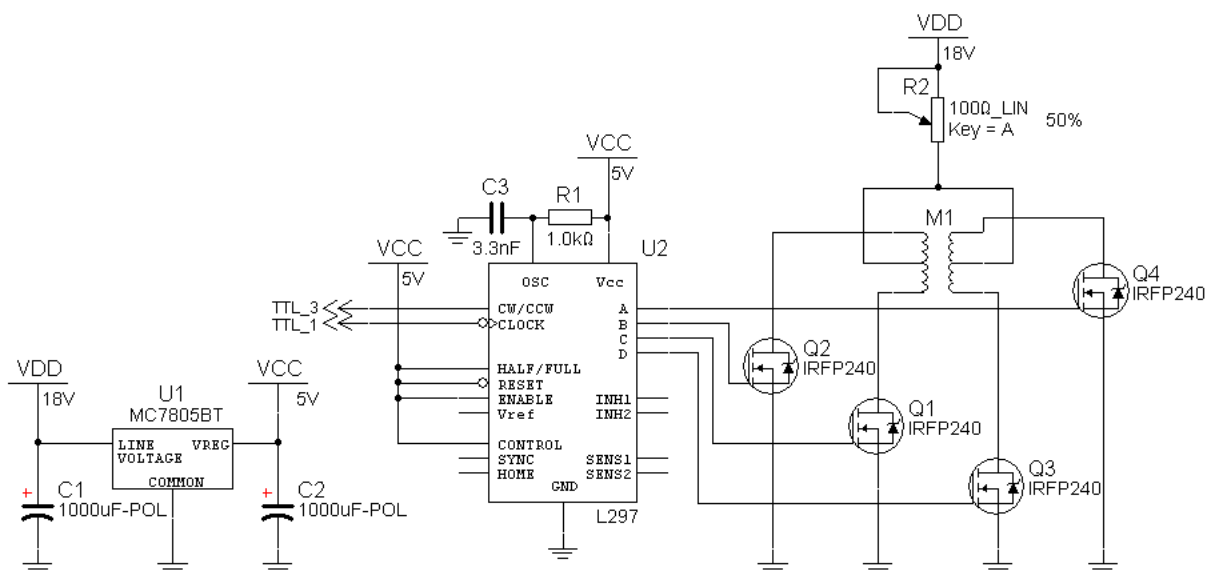 VDD
18V
R2
100Ω_LIN
Key = A
50%
VCC
5V
C3
3.3nF
R1
1.0kΩ
U2
M1
VCC
5V
OSC
Vcc
TTL_3
TTL_1
CW/CCW
CLOCK
HALF/FULL
RESET
ENABLE
Vref
CONTROL
SYNC
HOME
GND
A
B
C
D
INH1
INH2
SENS1
SENS2
L297
Q4
IRFP240
Q2
IRFP240
Q1
IRFP240
Q3
IRFP240
VDD
18V
U1
MC7805BT
LINE VREG
VOLTAGE
COMMON
VCC
5V
+
C1
1000uF-POL
+
C2
1000uF-POL